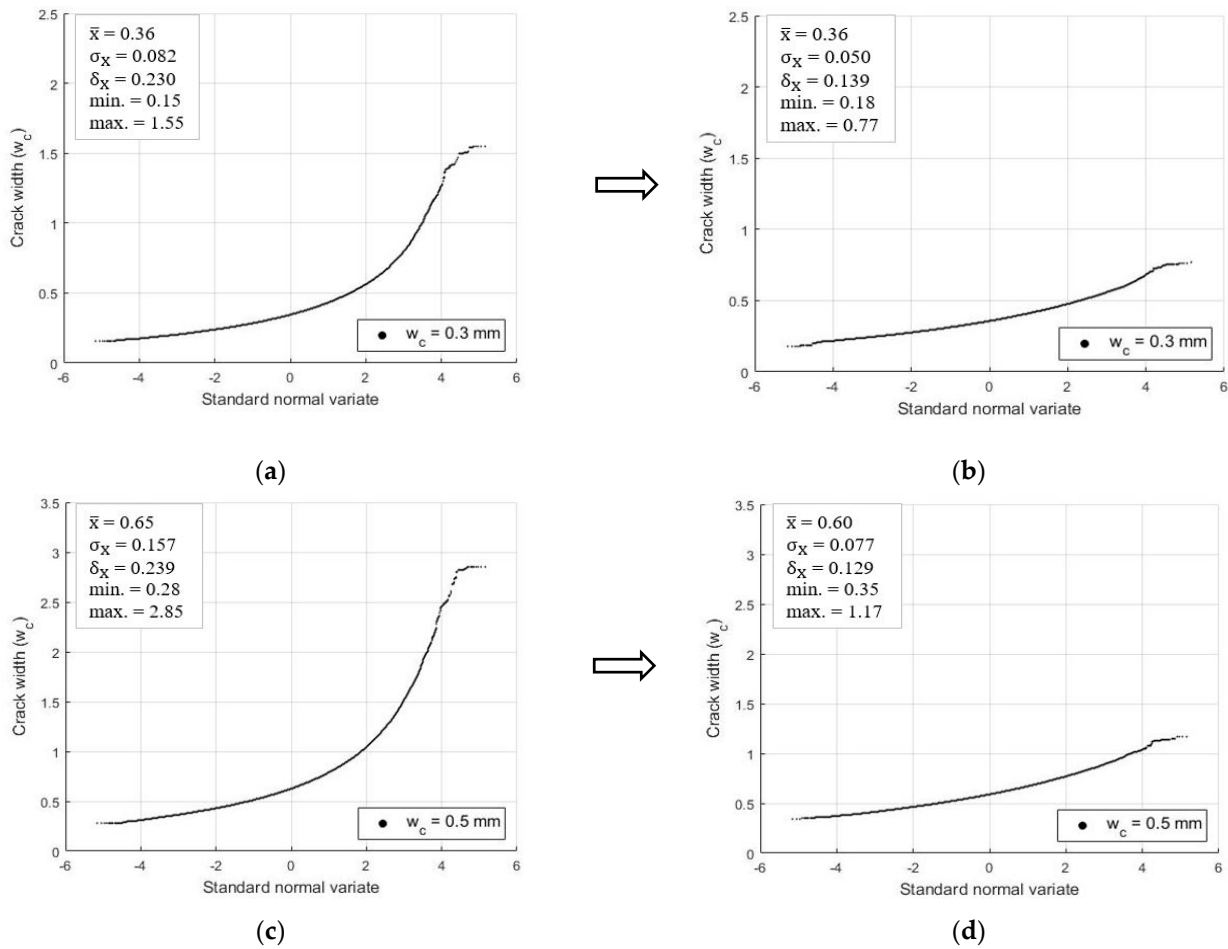 2.5
2
1.5
1
0.5
0
Crack width (w_c)
x̄ = 0.36
σx = 0.082
δx = 0.230
min. = 0.15
max. = 1.55
w_c = 0.3 mm
-6 -4 -2 0 2 4 6
Standard normal variate
(a)
2.5
2
1.5
1
0.5
0
Crack width (w_c)
x̄ = 0.36
σx = 0.050
δx = 0.139
min. = 0.18
max. = 0.77
w_c = 0.3 mm
-6 -4 -2 0 2 4 6
Standard normal variate
(b)
3.5
3
2.5
2
1.5
1
0.5
0
Crack width (w_c)
x̄ = 0.65
σx = 0.157
δx = 0.239
min. = 0.28
max. = 2.85
w_c = 0.5 mm
-6 -4 -2 0 2 4 6
Standard normal variate
(c)
3.5
3
2.5
2
1.5
1
0.5
0
Crack width (w_c)
x̄ = 0.60
σx = 0.077
δx = 0.129
min. = 0.35
max. = 1.17
w_c = 0.5 mm
-6 -4 -2 0 2 4 6
Standard normal variate
(d)